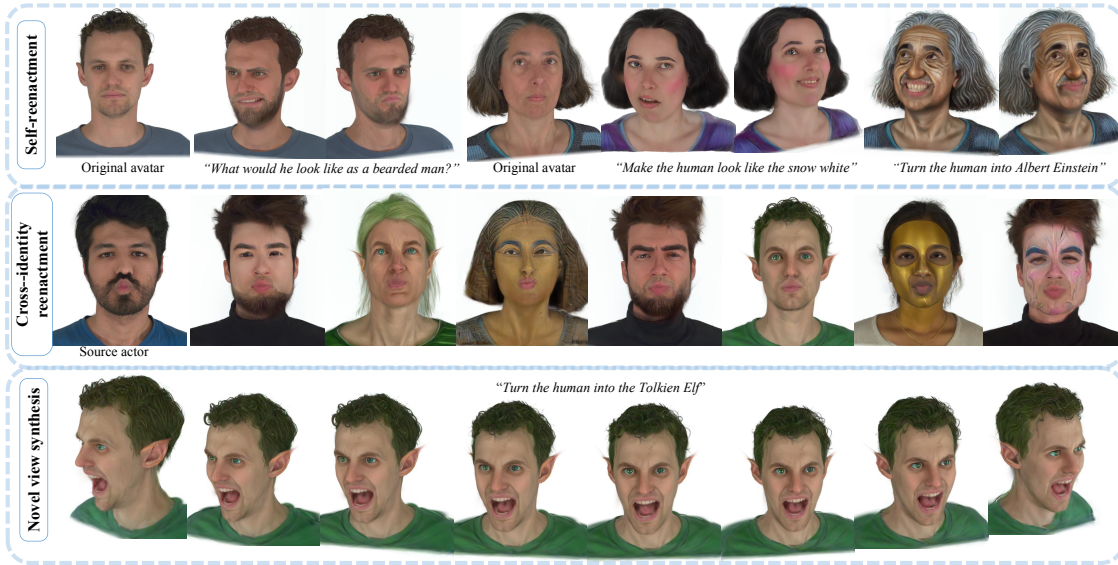 Self-reenactment
Original avatar
“What would he look like as a bearded man?”
Original avatar
“Make the human look like the snow white”
“Turn the human into Albert Einstein”
Cross--identity
reenactment
Source actor
Novel view synthesis
“Turn the human into the Tolkien Elf”